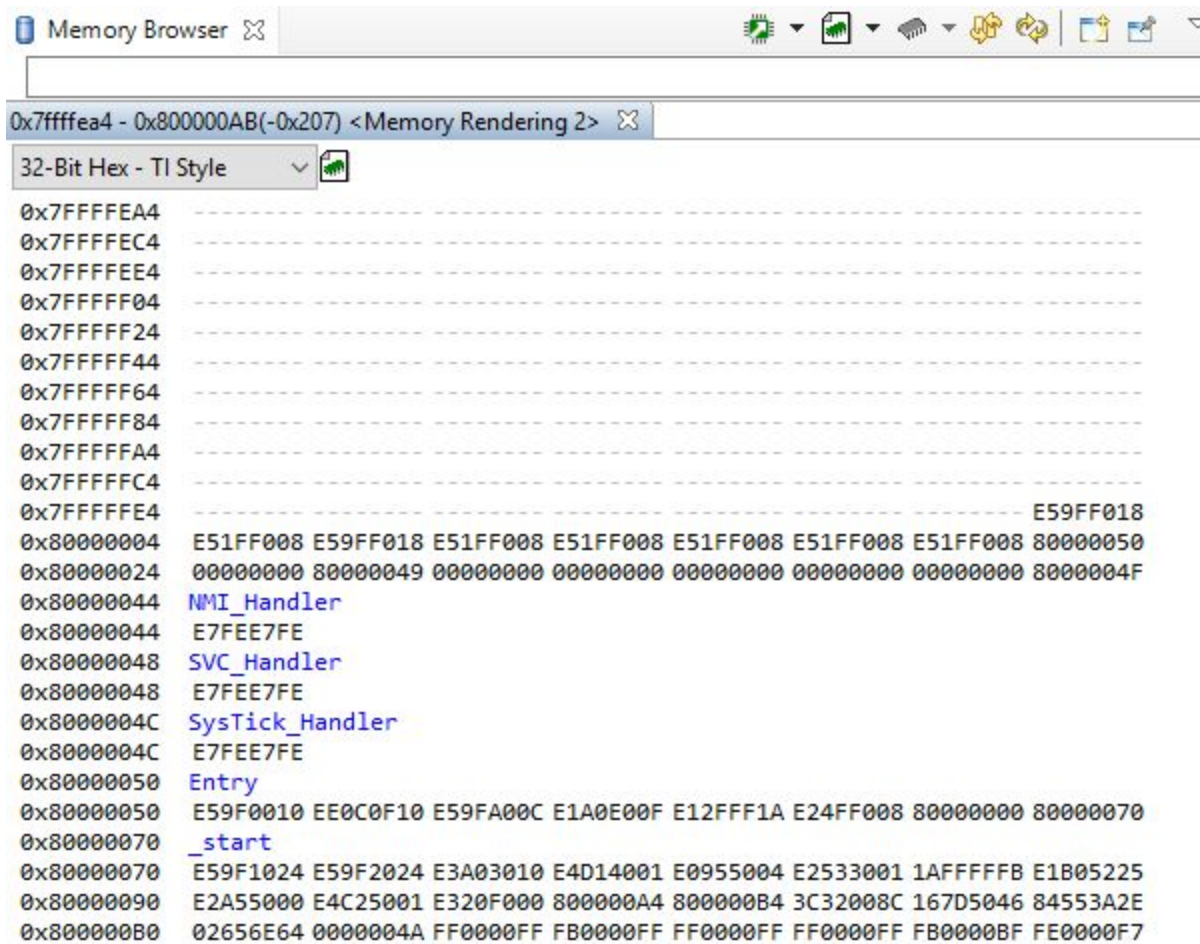 Memory Browser
0x7ffffea4 - 0x800000AB(-0x207) <Memory Rendering 2>
32-Bit Hex - TI Style
0x7FFFFEA4 -------- -------- -------- -------- -------- -------- -------- --------
0x7FFFFEC4 -------- -------- -------- -------- -------- -------- -------- --------
0x7FFFFEE4 -------- -------- -------- -------- -------- -------- -------- --------
0x7FFFFF04 -------- -------- -------- -------- -------- -------- -------- --------
0x7FFFFF24 -------- -------- -------- -------- -------- -------- -------- --------
0x7FFFFF44 -------- -------- -------- -------- -------- -------- -------- --------
0x7FFFFF64 -------- -------- -------- -------- -------- -------- -------- --------
0x7FFFFF84 -------- -------- -------- -------- -------- -------- -------- --------
0x7FFFFFA4 -------- -------- -------- -------- -------- -------- -------- --------
0x7FFFFFC4 -------- -------- -------- -------- -------- -------- -------- --------
0x7FFFFFE4 -------- -------- -------- -------- -------- -------- -------- E59FF018
0x80000004 E51FF008 E59FF018 E51FF008 E51FF008 E51FF008 E51FF008 E51FF008 80000050
0x80000024 00000000 80000049 00000000 00000000 00000000 00000000 00000000 8000004F
0x80000044 NMI_Handler
0x80000044 E7FEE7FE
0x80000048 SVC_Handler
0x80000048 E7FEE7FE
0x8000004C SysTick_Handler
0x8000004C E7FEE7FE
0x80000050 Entry
0x80000050 E59F0010 EE0C0F10 E59FA00C E1A0E00F E12FFF1A E24FF008 80000000 80000070
0x80000070 _start
0x80000070 E59F1024 E59F2024 E3A03010 E4D14001 E0955004 E2533001 1AFFFFFB E1B05225
0x80000090 E2A55000 E4C25001 E320F000 800000A4 800000B4 3C32008C 167D5046 84553A2E
0x800000B0 02656E64 0000004A FF0000FF FB0000FF FF0000FF FF0000FF FB0000BF FE0000F7